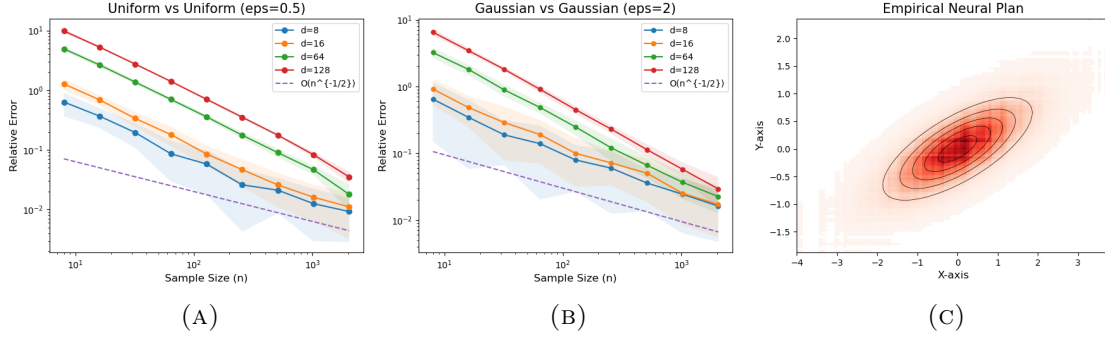 Uniform vs Uniform (eps=0.5)
Relative Error
10^1
10^0
10^{-1}
10^{-2}
d=8
d=16
d=64
d=128
O(n^{-1/2})
10^1
10^2
10^3
Sample Size (n)
(A)
Gaussian vs Gaussian (eps=2)
Relative Error
10^1
10^0
10^{-1}
10^{-2}
d=8
d=16
d=64
d=128
O(n^{-1/2})
10^1
10^2
10^3
Sample Size (n)
(B)
Empirical Neural Plan
Y-axis
2.0
1.5
1.0
0.5
0.0
-0.5
-1.0
-1.5
-4
-3
-2
-1
0
1
2
3
X-axis
(C)